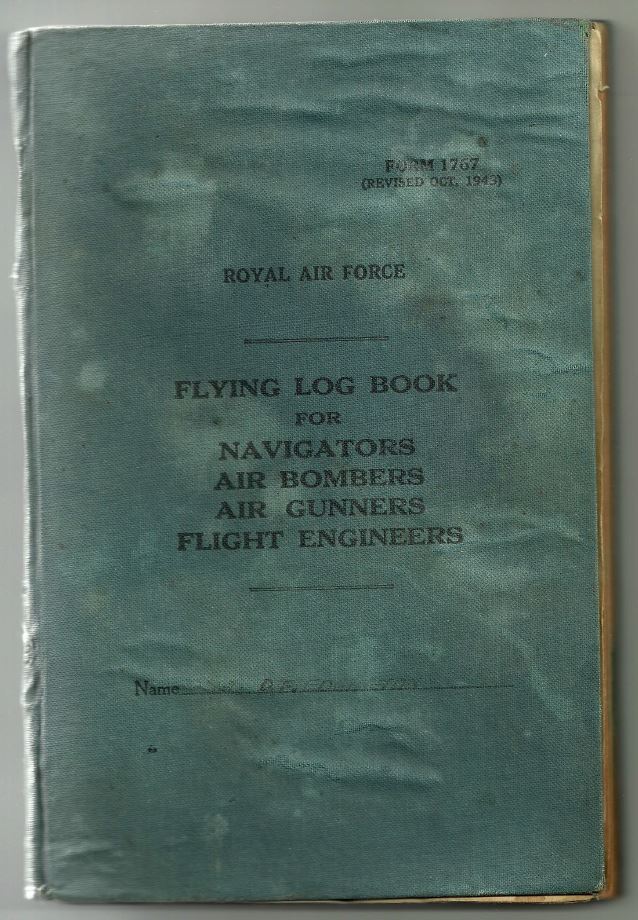 FORM 1767
(REVISED OCT. 1943)
ROYAL AIR FORCE
FLYING LOG BOOK
FOR
NAVIGATORS
AIR BOMBERS
AIR GUNNERS
FLIGHT ENGINEERS
Name